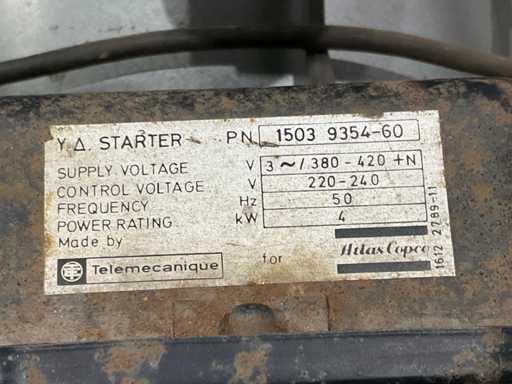 Y.Δ. STARTER PN 1503 9354-60
SUPPLY VOLTAGE V 3~/380-420+N
CONTROL VOLTAGE V 220-240
FREQUENCY Hz 50
POWER RATING kW 4
Made by
Telemecanique for Atlas Copco
1612 2789-11